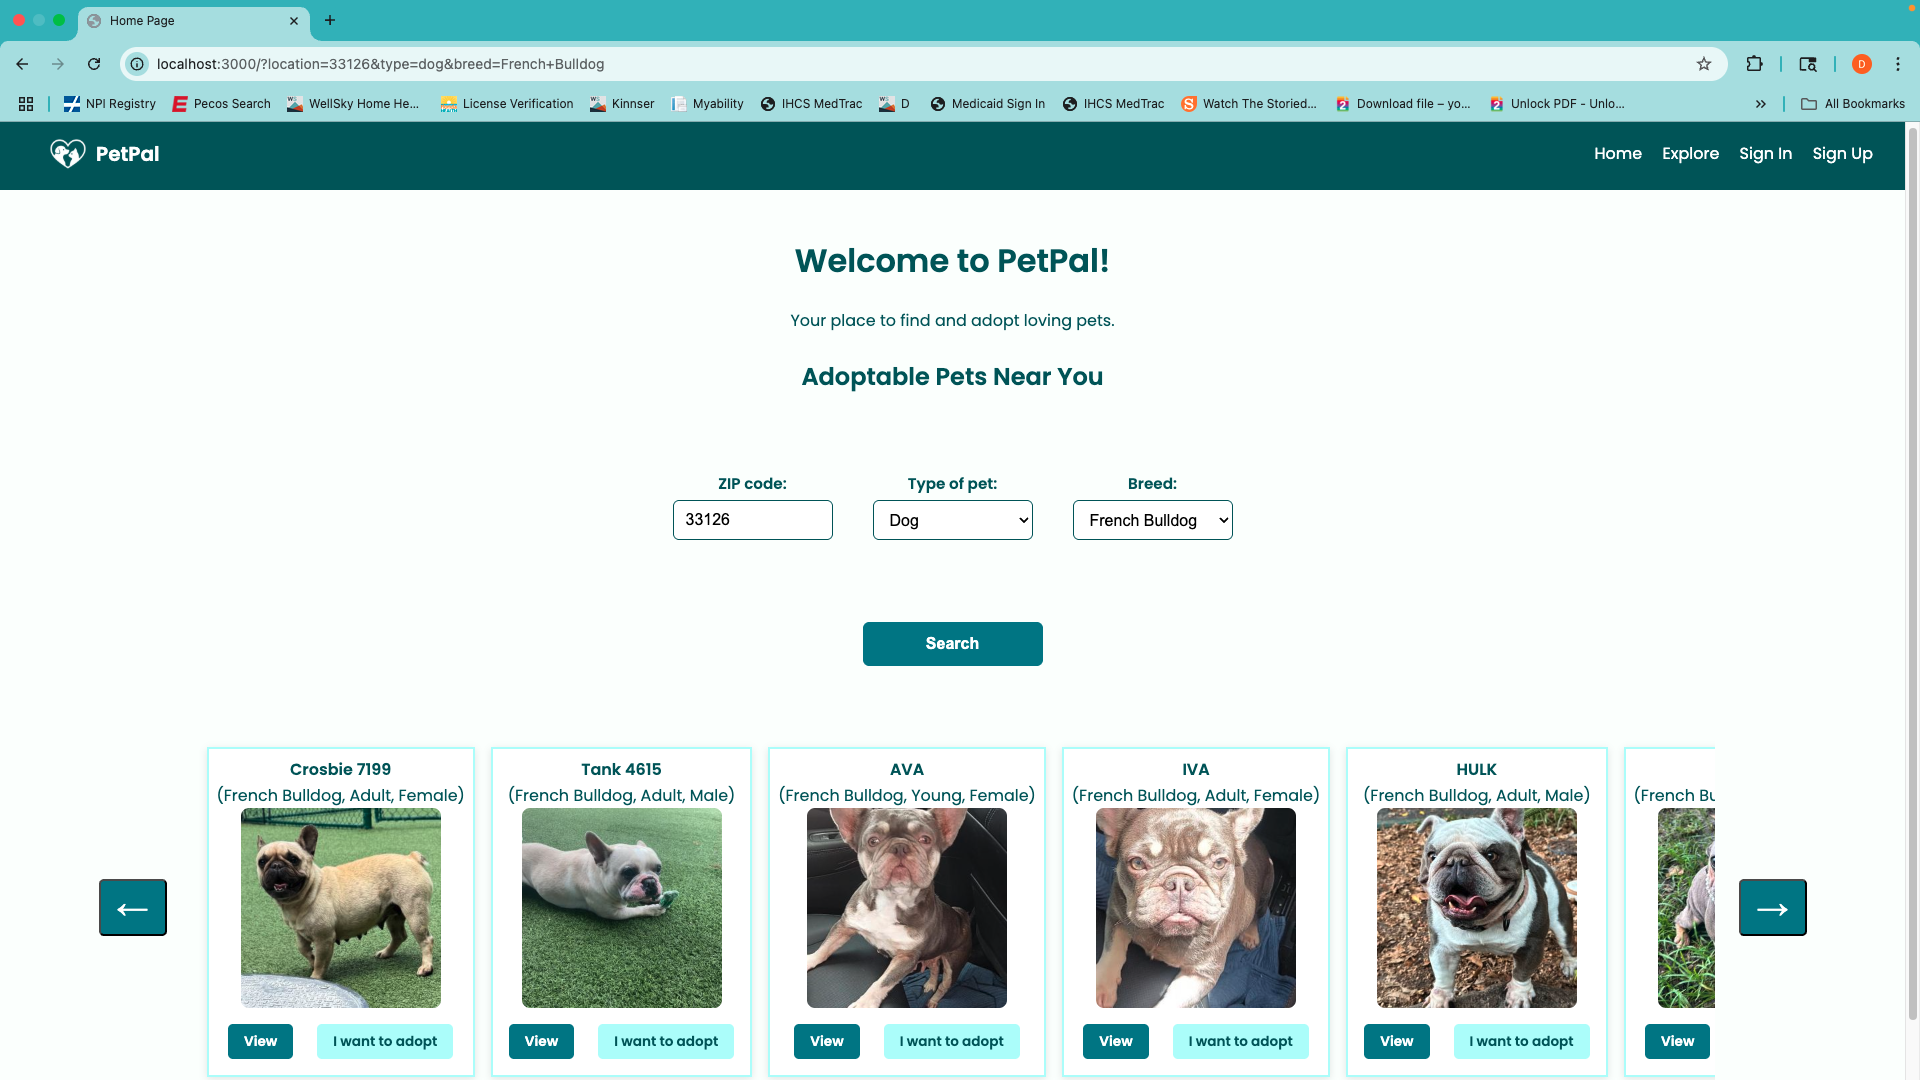 Home Page
localhost:3000/?location=33126&type=dog&breed=French+Bulldog
D
NPI Registry
Pecos Search
WellSky Home He...
License Verification
Kinnser
Myability
IHCS MedTrac
D
Medicaid Sign In
IHCS MedTrac
Watch The Storied...
Download file – yo...
Unlock PDF - Unlo...
All Bookmarks
PetPal
Home Explore Sign In Sign Up
Welcome to PetPal!
Your place to find and adopt loving pets.
Adoptable Pets Near You
ZIP code: Type of pet: Breed:
33126 Dog French Bulldog
Search
Crosbie 7199
(French Bulldog, Adult, Female)
View I want to adopt
Tank 4615
(French Bulldog, Adult, Male)
View I want to adopt
AVA
(French Bulldog, Young, Female)
View I want to adopt
IVA
(French Bulldog, Adult, Female)
View I want to adopt
HULK
(French Bulldog, Adult, Male)
View I want to adopt
(French Bu
View